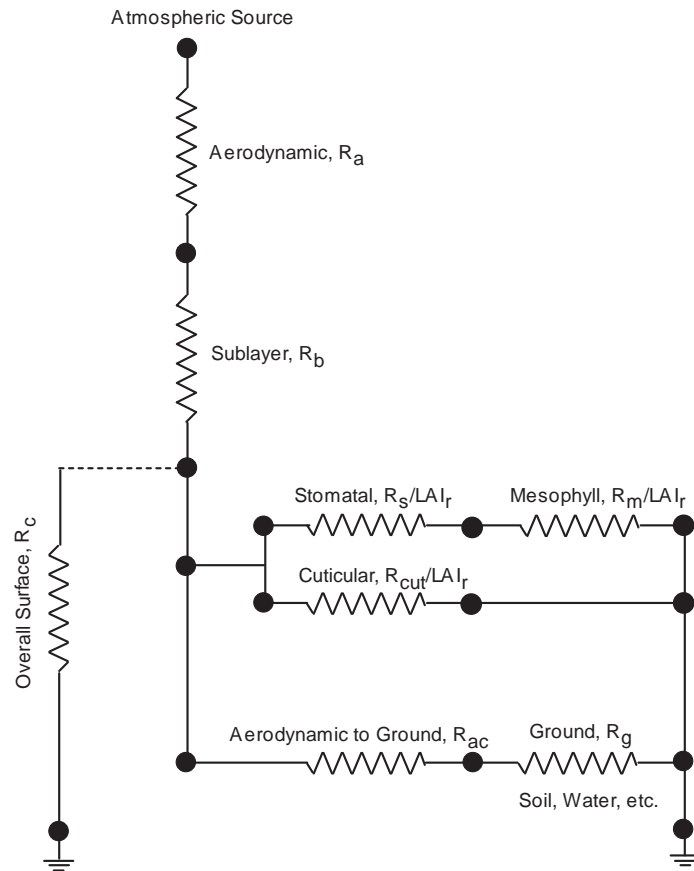 Atmospheric Source
Aerodynamic, Ra
Sublayer, Rb
Overall Surface, Rc
Stomatal, Rs/LAIr
Mesophyll, Rm/LAIr
Cuticular, Rcut/LAIr
Aerodynamic to Ground, Rac
Ground, Rg
Soil, Water, etc.